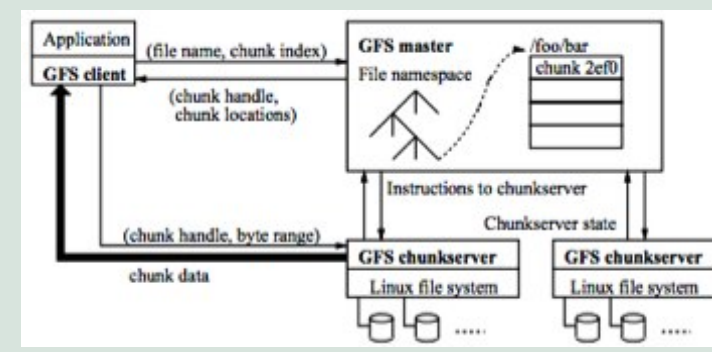 Application
GFS client
(file name, chunk index)
(chunk handle,
chunk locations)
GFS master
File namespace
/foo/bar
chunk 2ef0
Instructions to chunkserver
Chunkserver state
(chunk handle, byte range)
chunk data
GFS chunkserver
Linux file system
.....
GFS chunkserver
Linux file system
.....